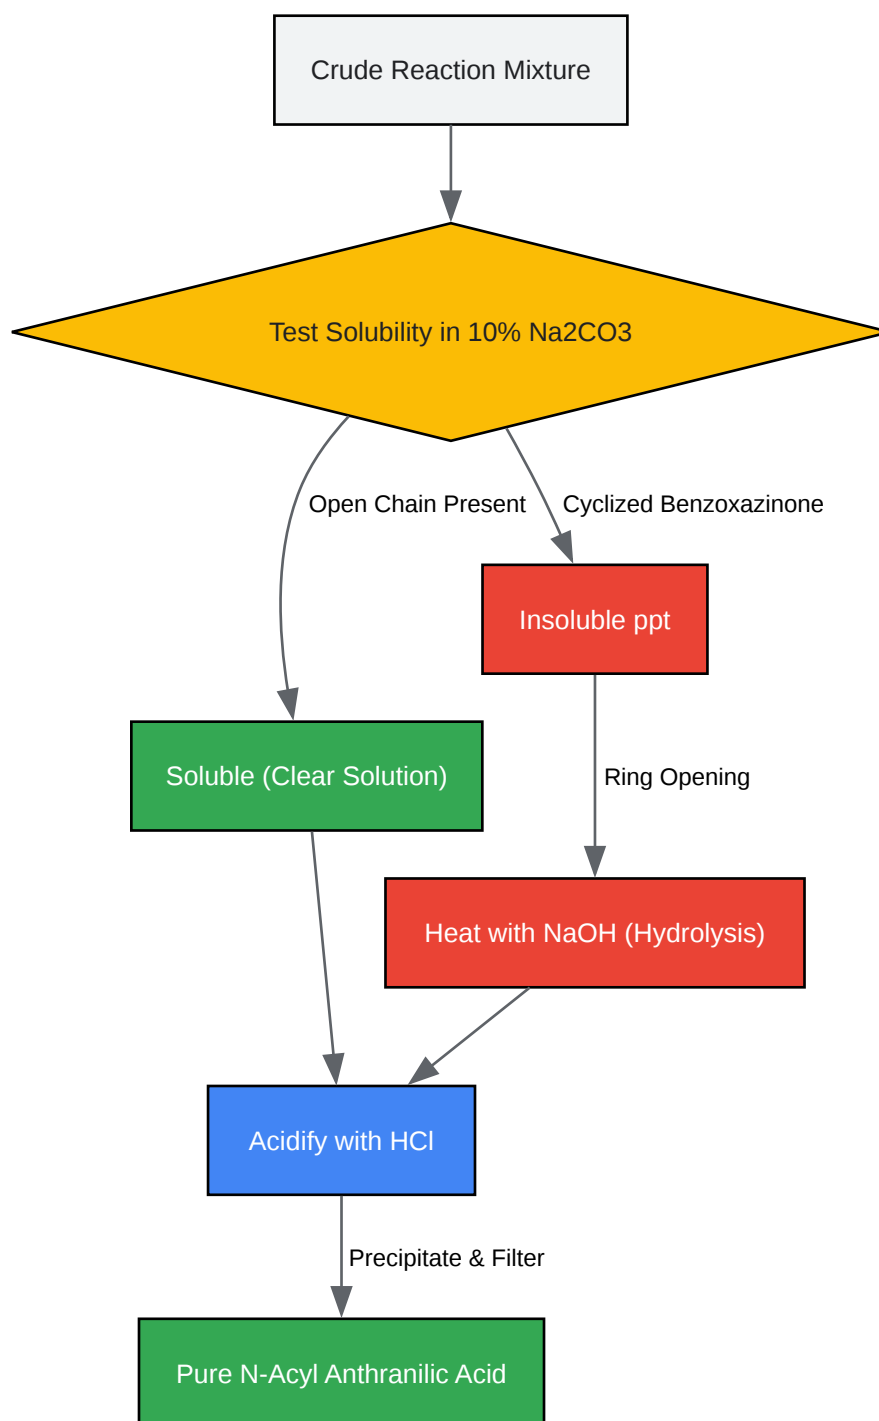 Crude Reaction Mixture
Test Solubility in 10% Na2CO3
Open Chain Present
Cyclized Benzoxazinone
Insoluble ppt
Soluble (Clear Solution)
Ring Opening
Heat with NaOH (Hydrolysis)
Acidify with HCl
Precipitate & Filter
Pure N-Acyl Anthranilic Acid